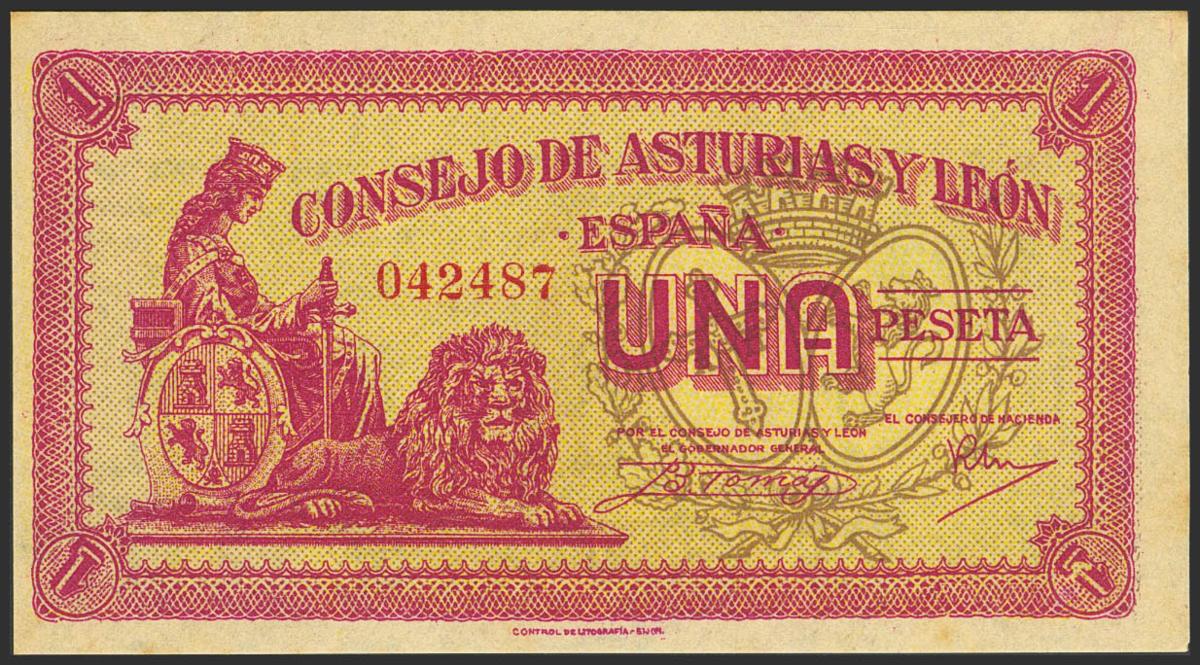 1
1
CONSEJO DE ASTURIAS Y LEÓN
· ESPAÑA ·
042487
UNA
PESETA
POR EL CONSEJO DE ASTURIAS Y LEÓN
EL GOBERNADOR GENERAL
EL CONSEJERO DE HACIENDA
B Tomás
1
1
CONTROL DE LITOGRAFÍA-